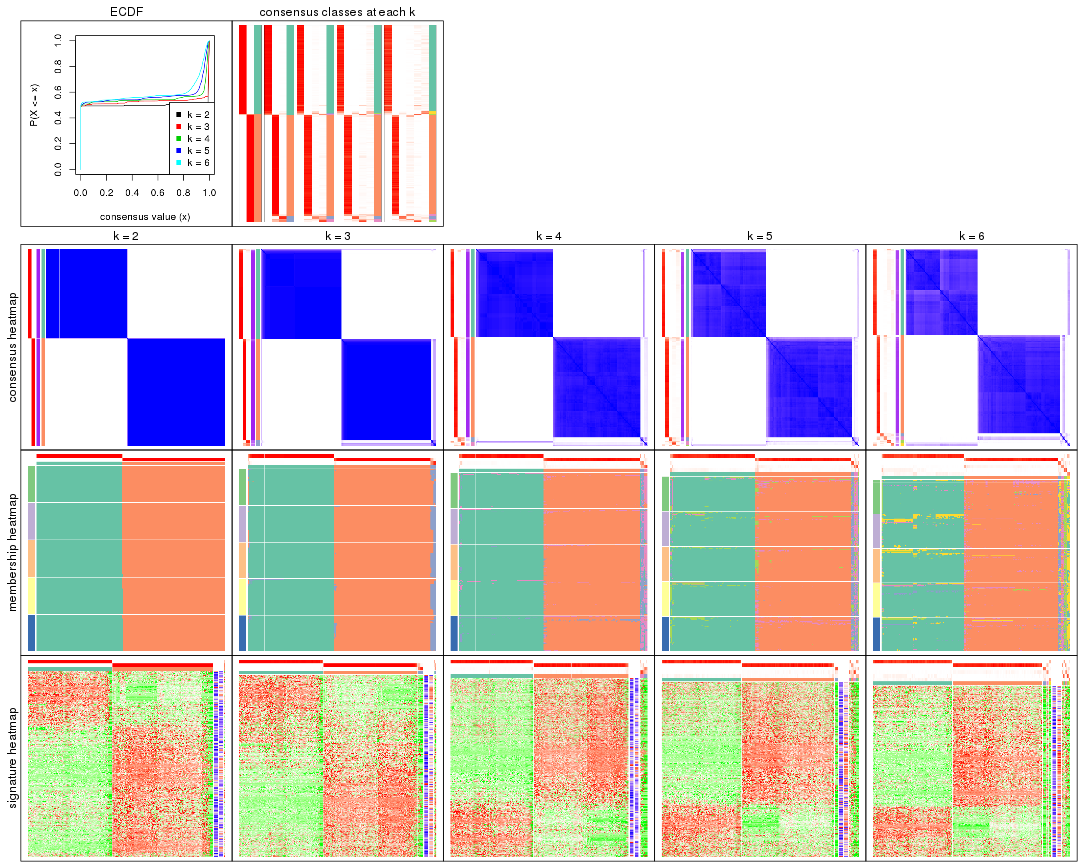 ECDF
consensus classes at each k
P(X <= x)
0.0 0.2 0.4 0.6 0.8 1.0
k = 2
k = 3
k = 4
k = 5
k = 6
0.0 0.2 0.4 0.6 0.8 1.0
consensus value (x)
k = 2
k = 3
k = 4
k = 5
k = 6
consensus heatmap
membership heatmap
signature heatmap